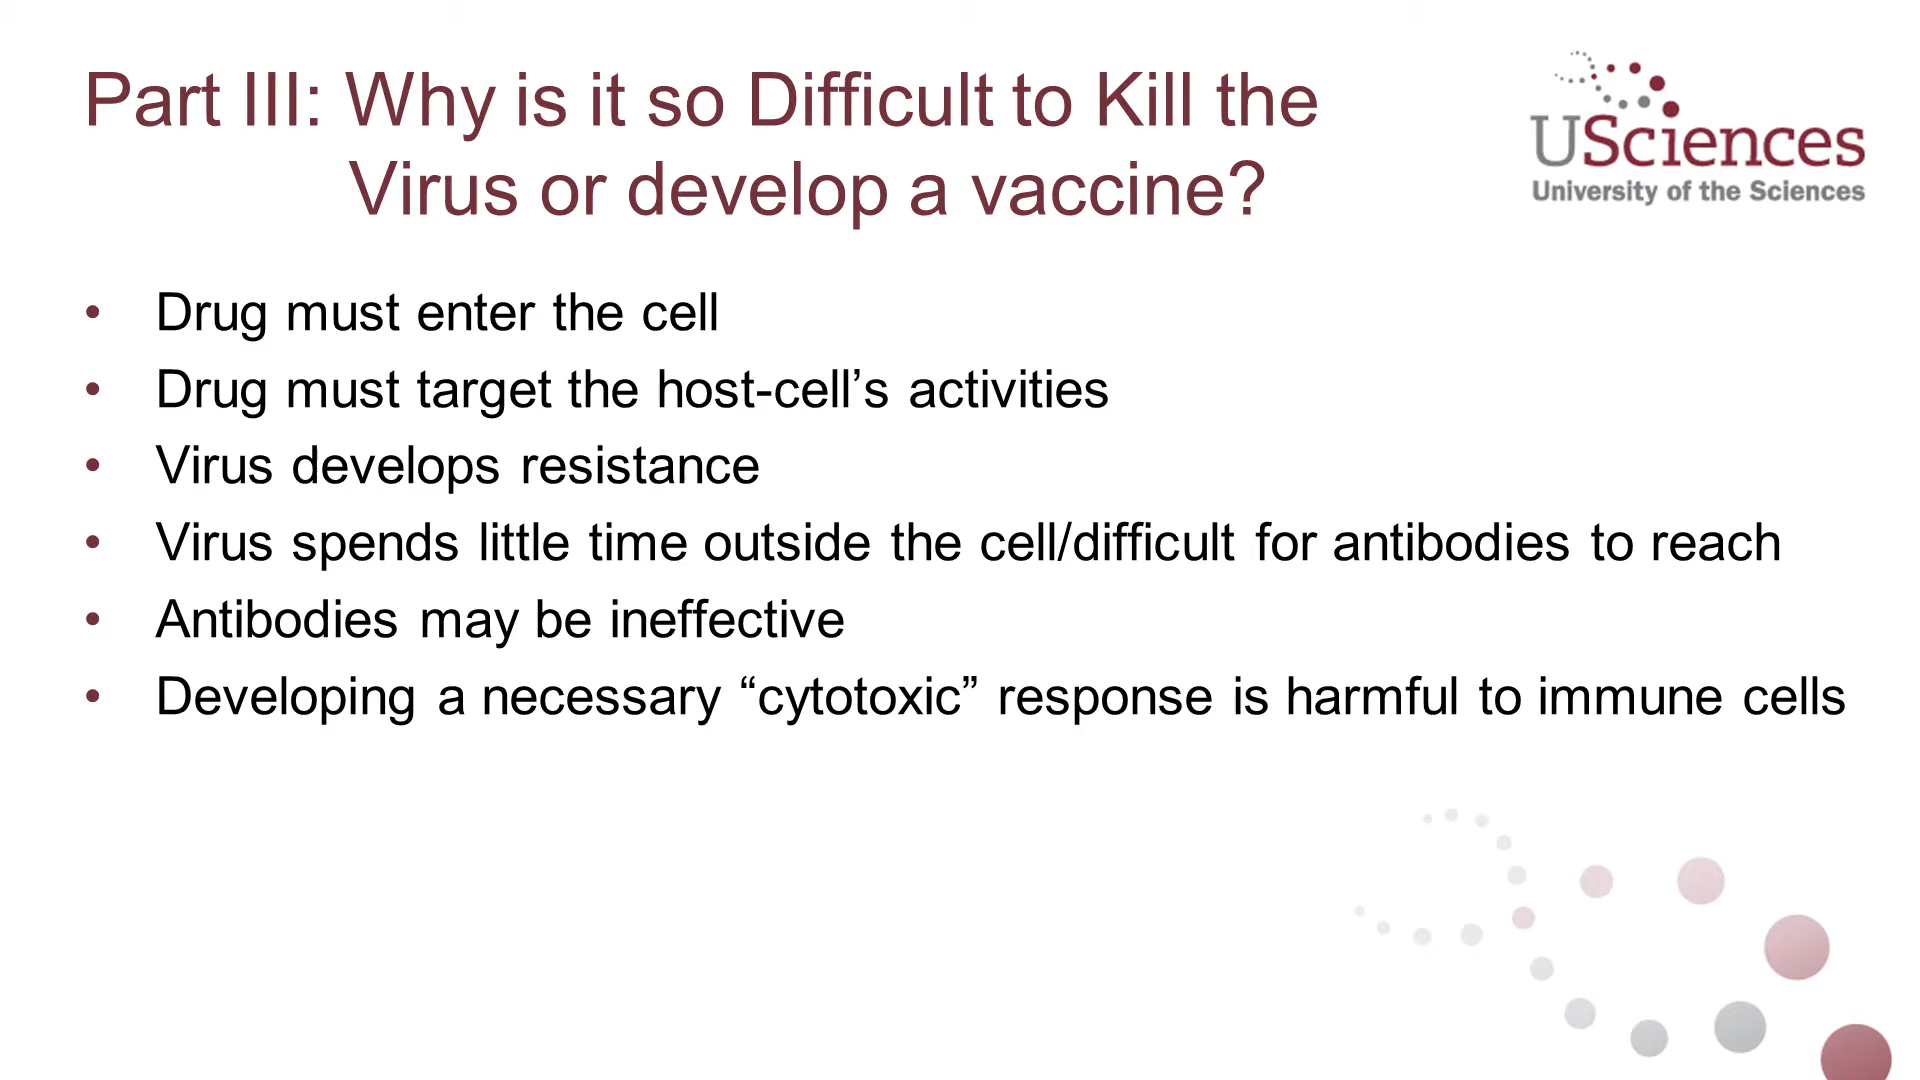 Part III: Why is it so Difficult to Kill the
Virus or develop a vaccine?
USciences
University of the Sciences
• Drug must enter the cell
• Drug must target the host-cell’s activities
• Virus develops resistance
• Virus spends little time outside the cell/difficult for antibodies to reach
• Antibodies may be ineffective
• Developing a necessary “cytotoxic” response is harmful to immune cells